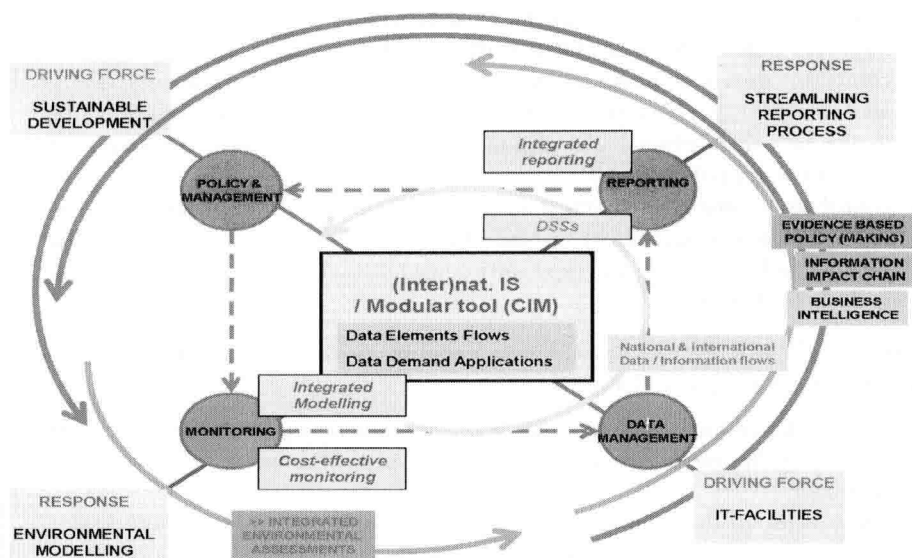 DRIVING FORCE
SUSTAINABLE
DEVELOPMENT
RESPONSE
STREAMLINING
REPORTING
PROCESS
Integrated
reporting
POLICY &
MANAGEMENT
REPORTING
DSSs
EVIDENCE BASED
POLICY (MAKING)
INFORMATION
IMPACT CHAIN
BUSINESS
INTELLIGENCE
(Inter)nat. IS
/ Modular tool (CIM)
Data Elements Flows
Data Demand Applications
National & international
Data / Information flows
Integrated
Modelling
MONITORING
DATA
MANAGEMENT
Cost-effective
monitoring
DRIVING FORCE
IT-FACILITIES
RESPONSE
ENVIRONMENTAL
MODELLING
>> INTEGRATED
ENVIRONMENTAL
ASSESSMENTS